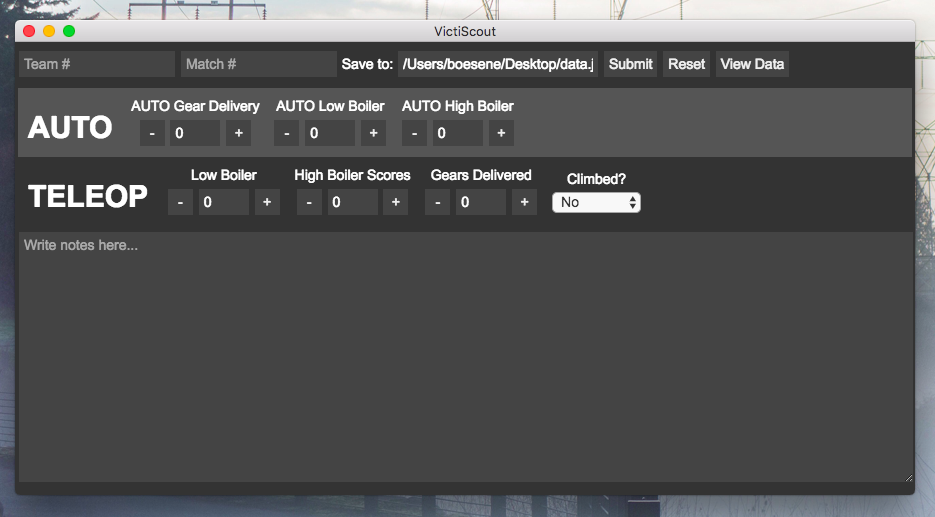 VictiScout
Team # Match # Save to: /Users/boesene/Desktop/data.j Submit Reset View Data
AUTO Gear Delivery AUTO Low Boiler AUTO High Boiler
AUTO - 0 + - 0 + - 0 +
Low Boiler High Boiler Scores Gears Delivered Climbed?
TELEOP - 0 + - 0 + - 0 + No
Write notes here...